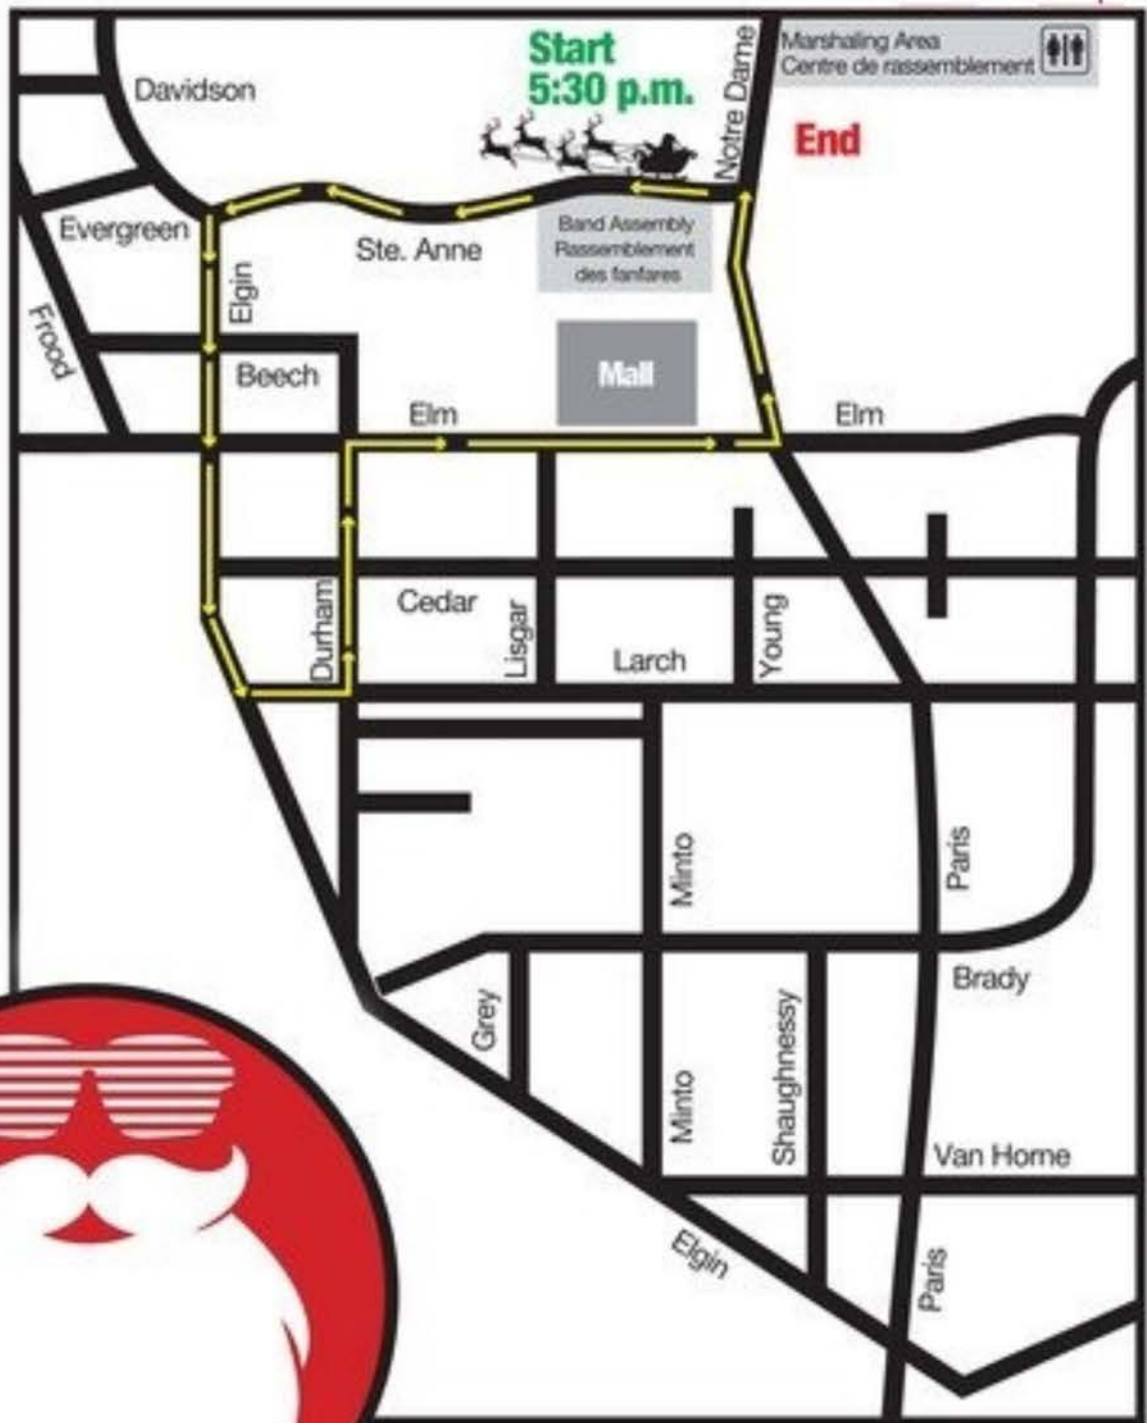 Start
5:30 p.m.
Notre Dame
Marshaling Area
Centre de rassemblement
End
Davidson
Evergreen
Ste. Anne
Band Assembly
Rassemblement
des fanfares
Elgin
Frood
Beech
Mall
Elm
Elm
Durham
Cedar
Lisgar
Larch
Young
Minto
Paris
Brady
Grey
Minto
Shaughnessy
Van Horne
Elgin
Paris